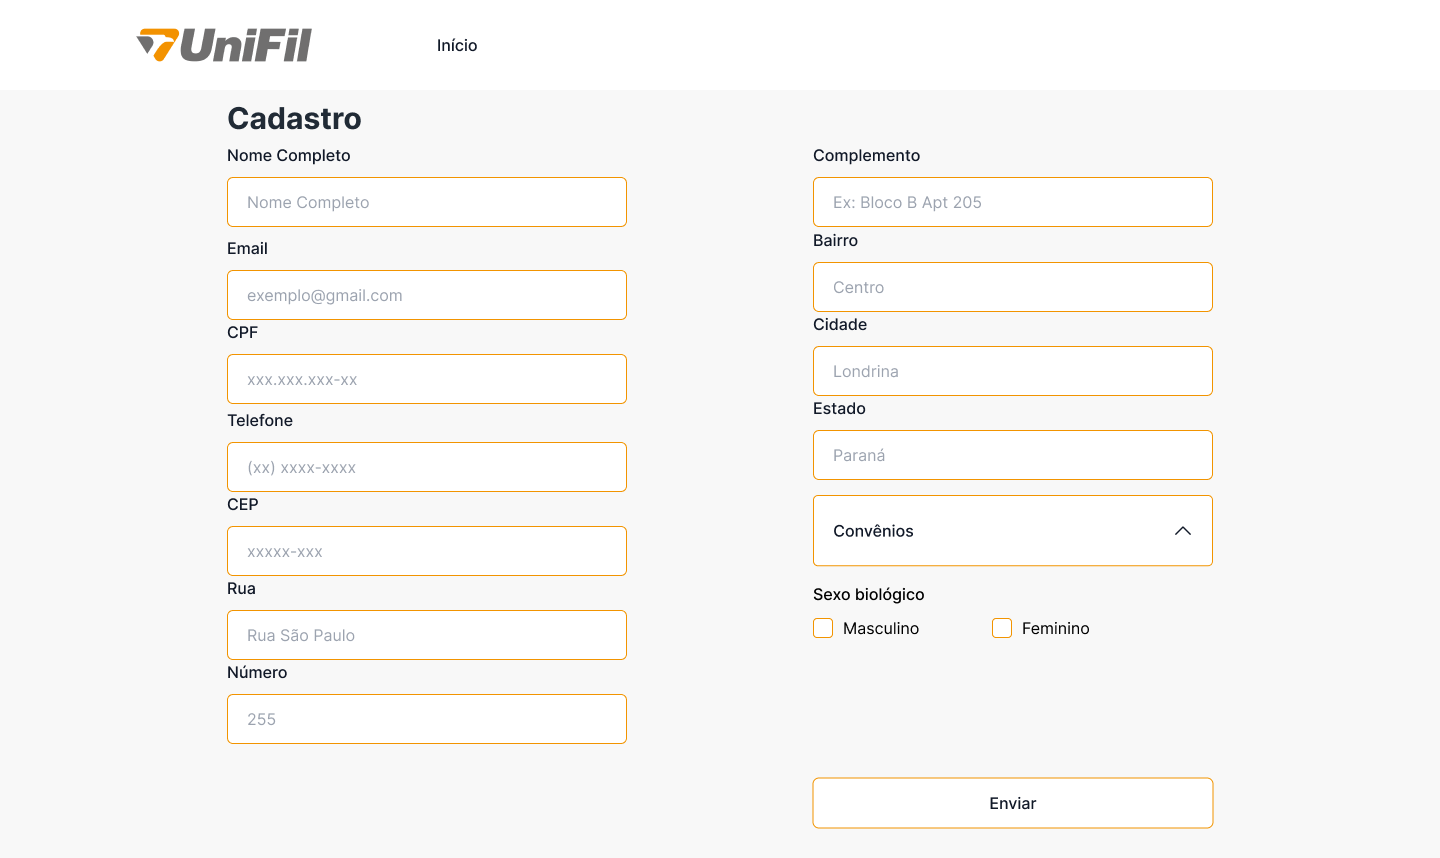 UniFil
Início
Cadastro
Nome Completo
Nome Completo
Email
exemplo@gmail.com
CPF
xxx.xxx.xxx-xx
Telefone
(xx) xxxx-xxxx
CEP
xxxxx-xxx
Rua
Rua São Paulo
Número
255
Complemento
Ex: Bloco B Apt 205
Bairro
Centro
Cidade
Londrina
Estado
Paraná
Convênios
Sexo biológico
Masculino Feminino
Enviar